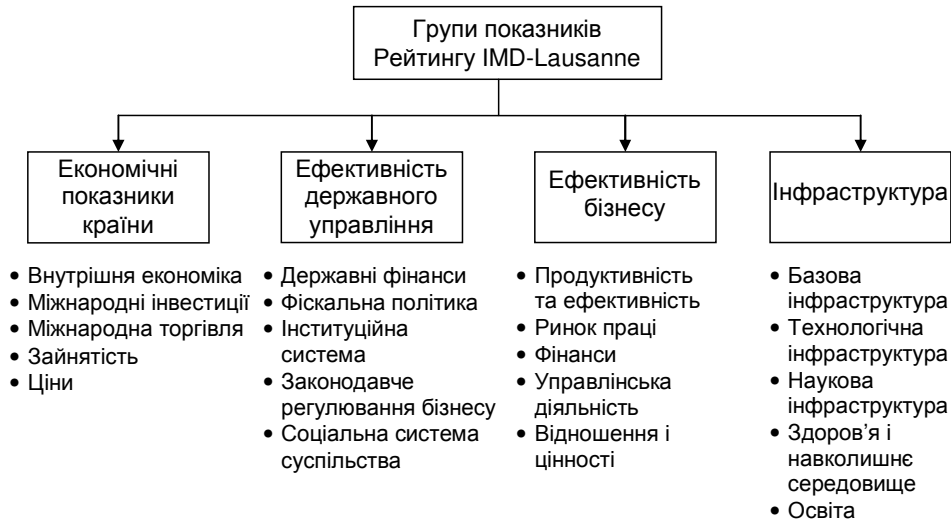 Групи показників
Рейтингу IMD-Lausanne
Економічні
показники
країни
Ефективність
державного
управління
Ефективність
бізнесу
Інфраструктура
• Внутрішня економіка
• Міжнародні інвестиції
• Міжнародна торгівля
• Зайнятість
• Ціни
• Державні фінанси
• Фіскальна політика
• Інституційна
система
• Законодавче
регулювання бізнесу
• Соціальна система
суспільства
• Продуктивність
та ефективність
• Ринок праці
• Фінанси
• Управлінська
діяльність
• Відношення і
цінності
• Базова
інфраструктура
• Технологічна
інфраструктура
• Наукова
інфраструктура
• Здоров’я і
навколишнє
середовище
• Освіта